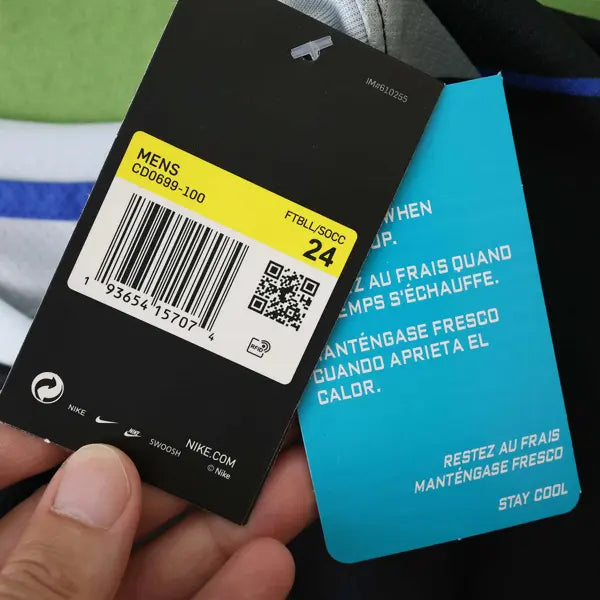 IM#610255
MENS
CD0699-100
FTBLL/SOCC
24
1 93654 15707 4
RFID
NIKE
SWOOSH
NIKE.COM
© Nike
WHEN
UP.
AU FRAIS QUAND
S'ÉCHAUFFE.
MANTÉNGASE FRESCO
CUANDO APRIETA EL
CALOR.
RESTEZ AU FRAIS
MANTÉNGASE FRESCO
STAY COOL